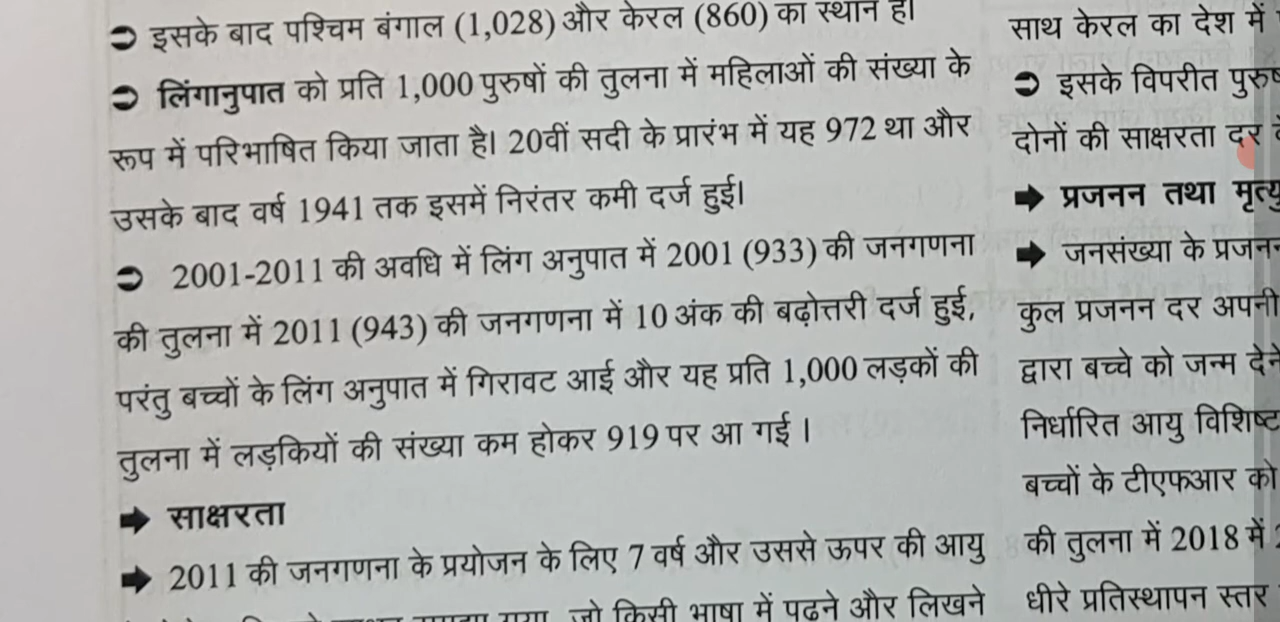 ➲ इसके बाद पश्चिम बंगाल (1,028) और केरल (860) का स्थान है।
➲ लिंगानुपात को प्रति 1,000 पुरुषों की तुलना में महिलाओं की संख्या के
रूप में परिभाषित किया जाता है। 20वीं सदी के प्रारंभ में यह 972 था और
उसके बाद वर्ष 1941 तक इसमें निरंतर कमी दर्ज हुई।
➲ 2001-2011 की अवधि में लिंग अनुपात में 2001 (933) की जनगणना
की तुलना में 2011 (943) की जनगणना में 10 अंक की बढ़ोत्तरी दर्ज हुई,
परंतु बच्चों के लिंग अनुपात में गिरावट आई और यह प्रति 1,000 लड़कों की
तुलना में लड़कियों की संख्या कम होकर 919 पर आ गई ।
➡ साक्षरता
➡ 2011 की जनगणना के प्रयोजन के लिए 7 वर्ष और उससे ऊपर की आयु
जो किसी भाषा में पढ़ने और लिखने
साथ केरल का देश में
➲ इसके विपरीत पुरुष
दोनों की साक्षरता दर
➡ प्रजनन तथा मृत्यु
➡ जनसंख्या के प्रजनन
कुल प्रजनन दर अपनी
द्वारा बच्चे को जन्म देने
निर्धारित आयु विशिष्ट
बच्चों के टीएफआर को
की तुलना में 2018 में
धीरे प्रतिस्थापन स्तर